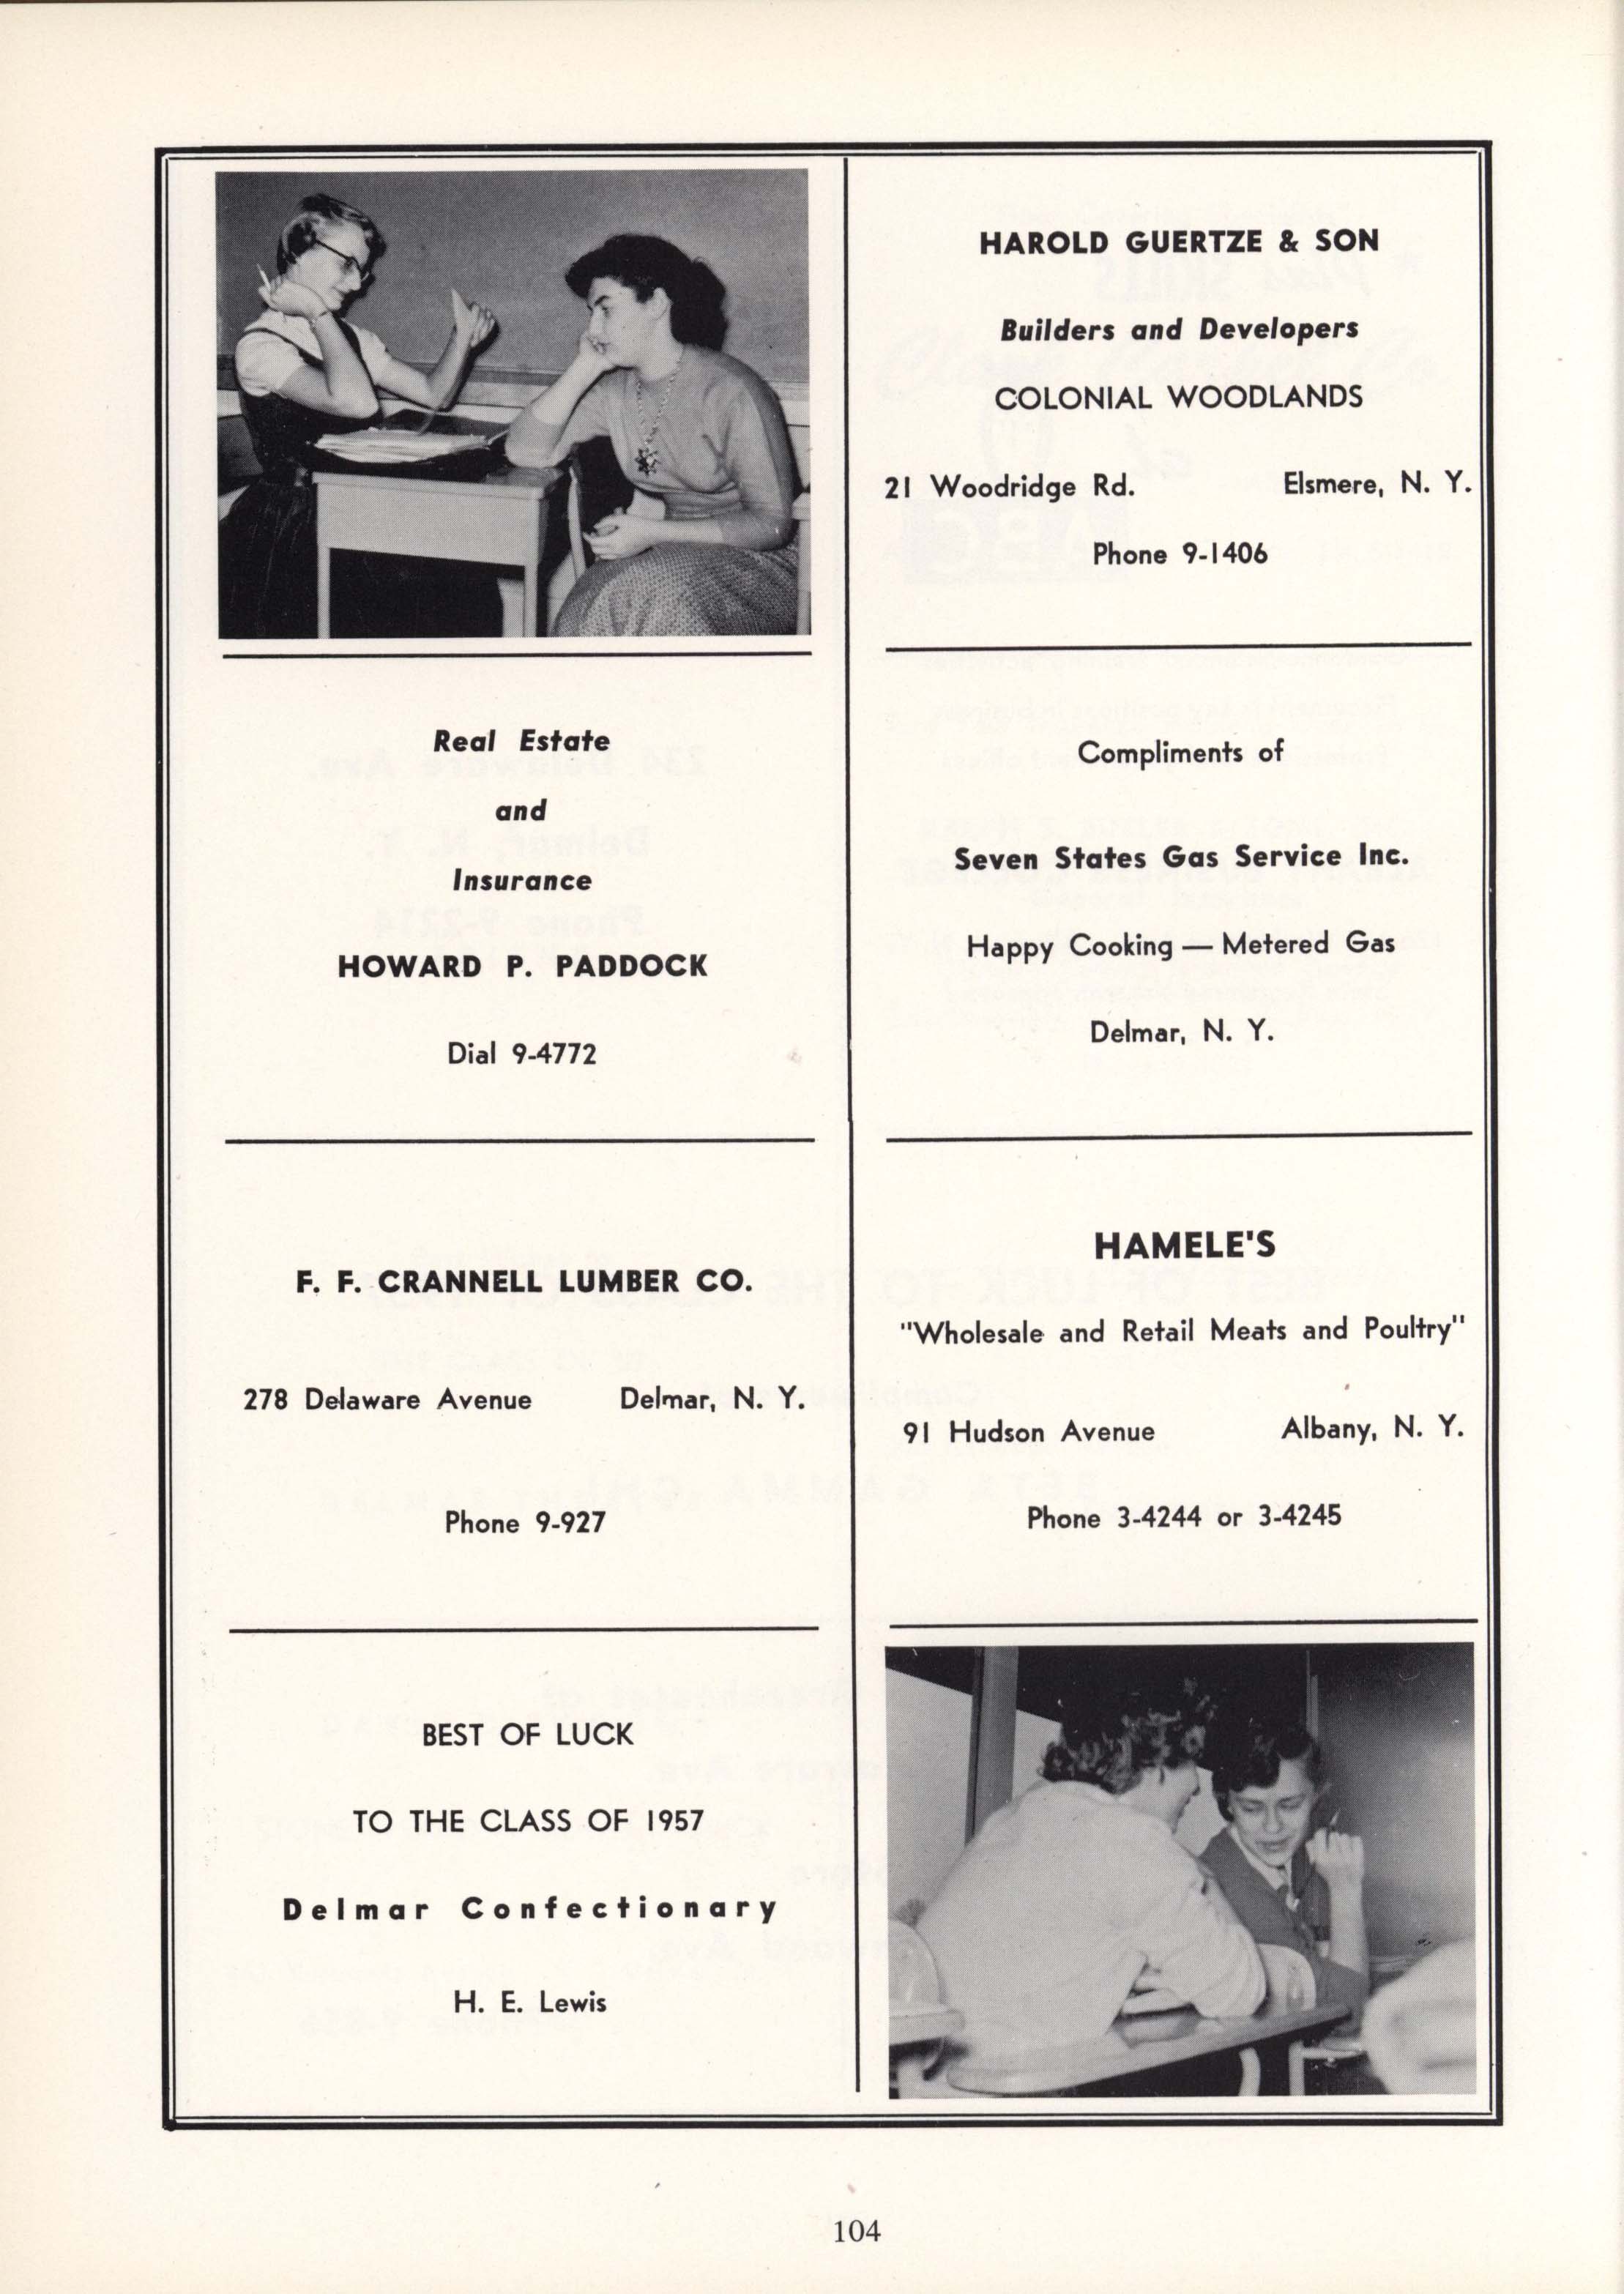 HAROLD GUERTZE & SON
Builders and Developers
COLONIAL WOODLANDS
21 Woodridge Rd. Elsmere, N. Y.
Phone 9-1406
Real Estate
and
Insurance
HOWARD P. PADDOCK
Dial 9-4772
Compliments of
Seven States Gas Service Inc.
Happy Cooking — Metered Gas
Delmar, N. Y.
F. F. CRANNELL LUMBER CO.
278 Delaware Avenue Delmar, N. Y.
Phone 9-927
HAMELE'S
"Wholesale and Retail Meats and Poultry"
91 Hudson Avenue Albany, N. Y.
Phone 3-4244 or 3-4245
BEST OF LUCK
TO THE CLASS OF 1957
Delmar Confectionary
H. E. Lewis
104